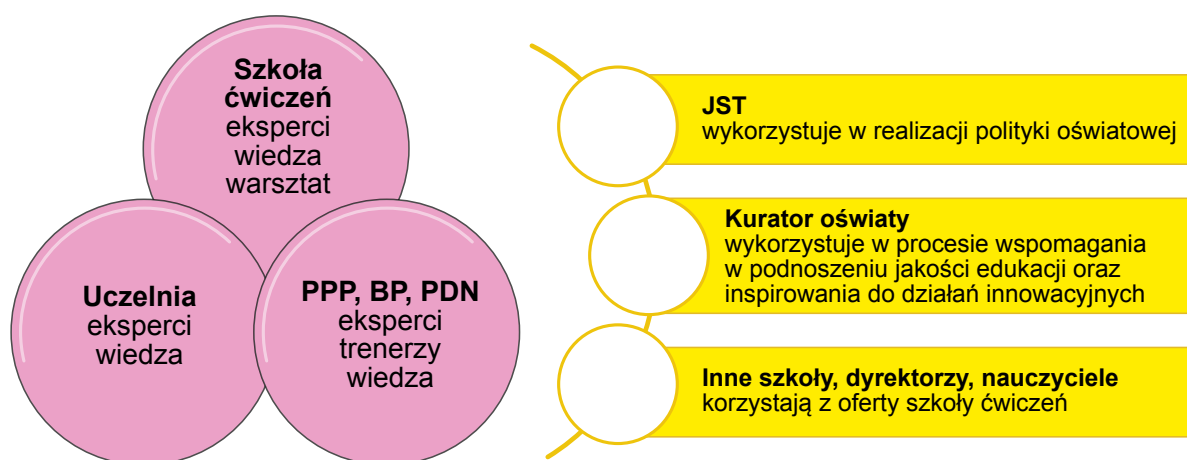 Szkoła
ćwiczeń
eksperci
wiedza
warsztat
Uczelnia
eksperci
wiedza
PPP, BP, PDN
eksperci
trenerzy
wiedza
JST
wykorzystuje w realizacji polityki oświatowej
Kurator oświaty
wykorzystuje w procesie wspomagania
w podnoszeniu jakości edukacji oraz
inspirowania do działań innowacyjnych
Inne szkoły, dyrektorzy, nauczyciele
korzystają z oferty szkoły ćwiczeń